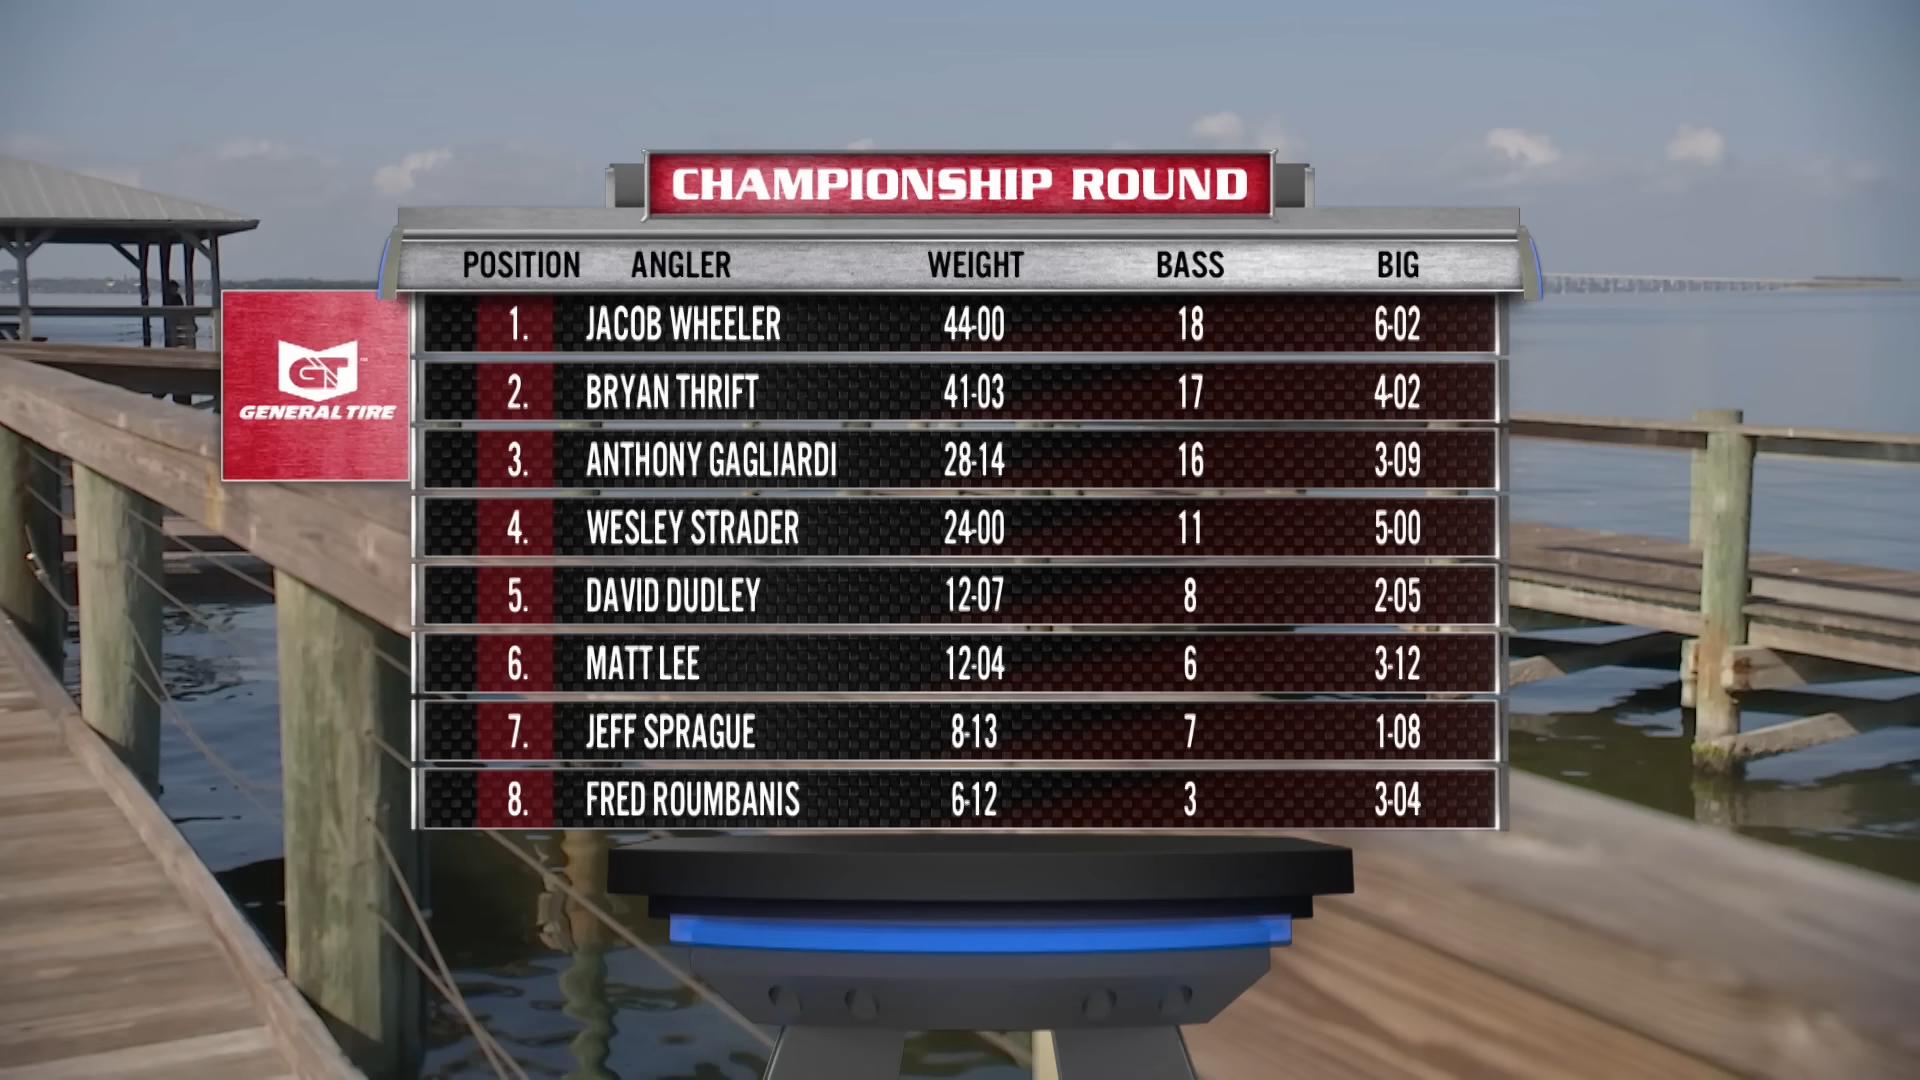 CHAMPIONSHIP ROUND
POSITION ANGLER WEIGHT BASS BIG
1. JACOB WHEELER 44-00 18 6-02
2. BRYAN THRIFT 41-03 17 4-02
3. ANTHONY GAGLIARDI 28-14 16 3-09
4. WESLEY STRADER 24-00 11 5-00
5. DAVID DUDLEY 12-07 8 2-05
6. MATT LEE 12-04 6 3-12
7. JEFF SPRAGUE 8-13 7 1-08
8. FRED ROUMBANIS 6-12 3 3-04
GT™
GENERAL TIRE